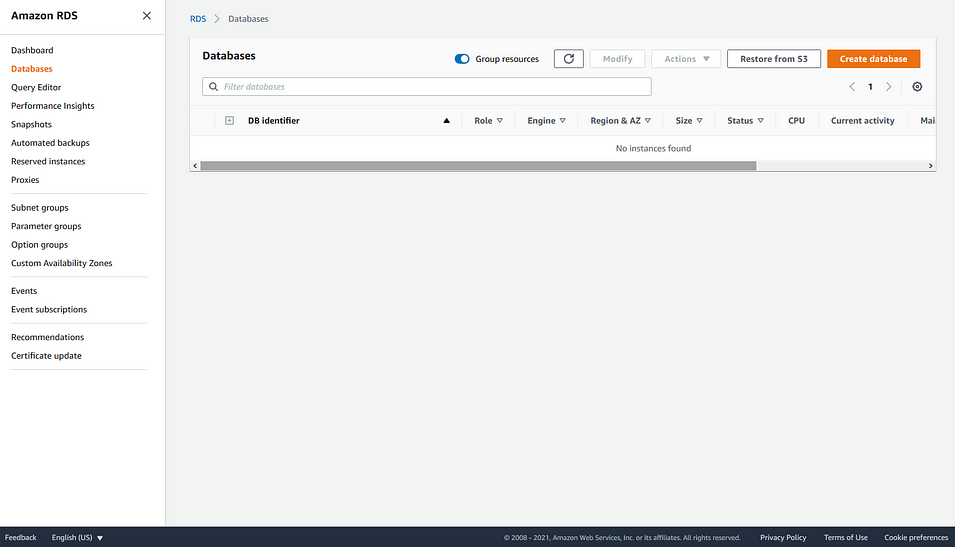 Amazon RDS
Dashboard
Databases
Query Editor
Performance Insights
Snapshots
Automated backups
Reserved instances
Proxies
Subnet groups
Parameter groups
Option groups
Custom Availability Zones
Events
Event subscriptions
Recommendations
Certificate update
RDS Databases
Databases
Group resources Modify Actions Restore from S3 Create database
Filter databases 1
DB identifier Role Engine Region & AZ Size Status CPU Current activity Mai
No instances found
Feedback English (US) © 2008 - 2021, Amazon Web Services, Inc. or its affiliates. All rights reserved. Privacy Policy Terms of Use Cookie preferences